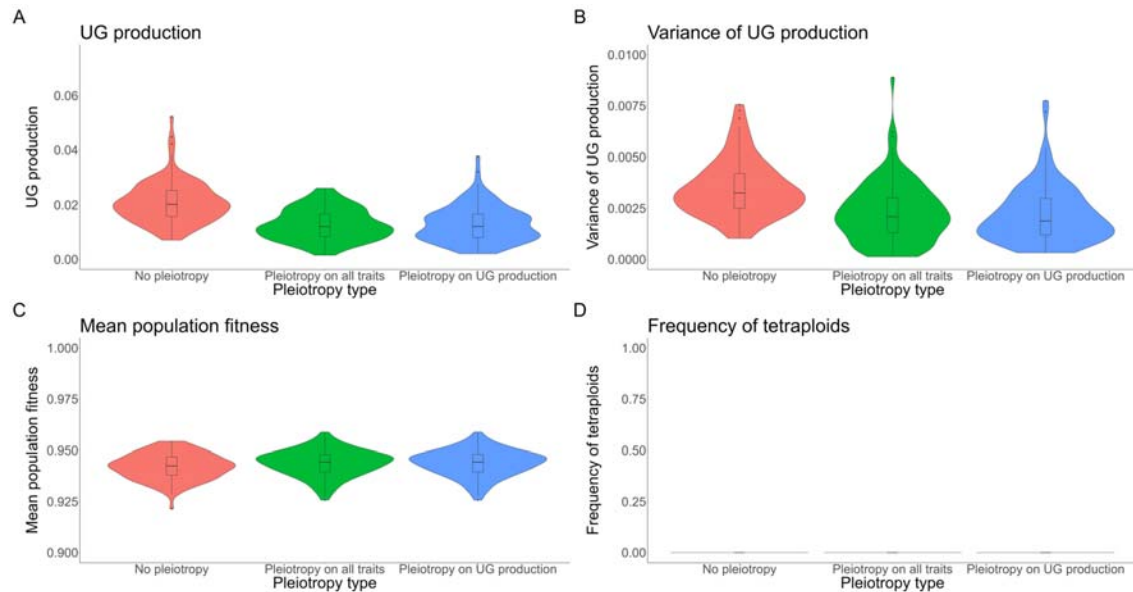 A
UG production
UG production
0.06
0.04
0.02
0.00
No pleiotropy
Pleiotropy on all traits
Pleiotropy on UG production
Pleiotropy type
B
Variance of UG production
Variance of UG production
0.0100
0.0075
0.0050
0.0025
0.0000
No pleiotropy
Pleiotropy on all traits
Pleiotropy on UG production
Pleiotropy type
C
Mean population fitness
Mean population fitness
1.000
0.975
0.950
0.925
0.900
No pleiotropy
Pleiotropy on all traits
Pleiotropy on UG production
Pleiotropy type
D
Frequency of tetraploids
Frequency of tetraploids
1.00
0.75
0.50
0.25
0.00
No pleiotropy
Pleiotropy on all traits
Pleiotropy on UG production
Pleiotropy type